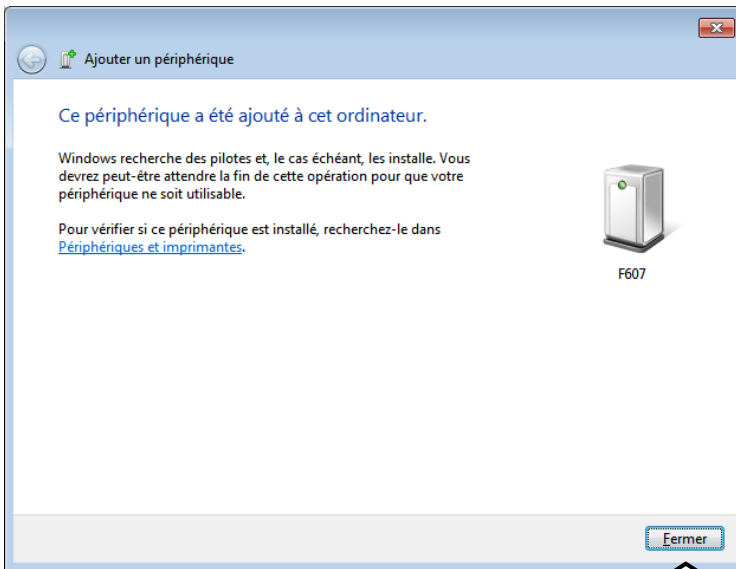 Ajouter un périphérique
Ce périphérique a été ajouté à cet ordinateur.
Windows recherche des pilotes et, le cas échéant, les installe. Vous
devrez peut-être attendre la fin de cette opération pour que votre
périphérique ne soit utilisable.
Pour vérifier si ce périphérique est installé, recherchez-le dans
Périphériques et imprimantes.
F607
Fermer